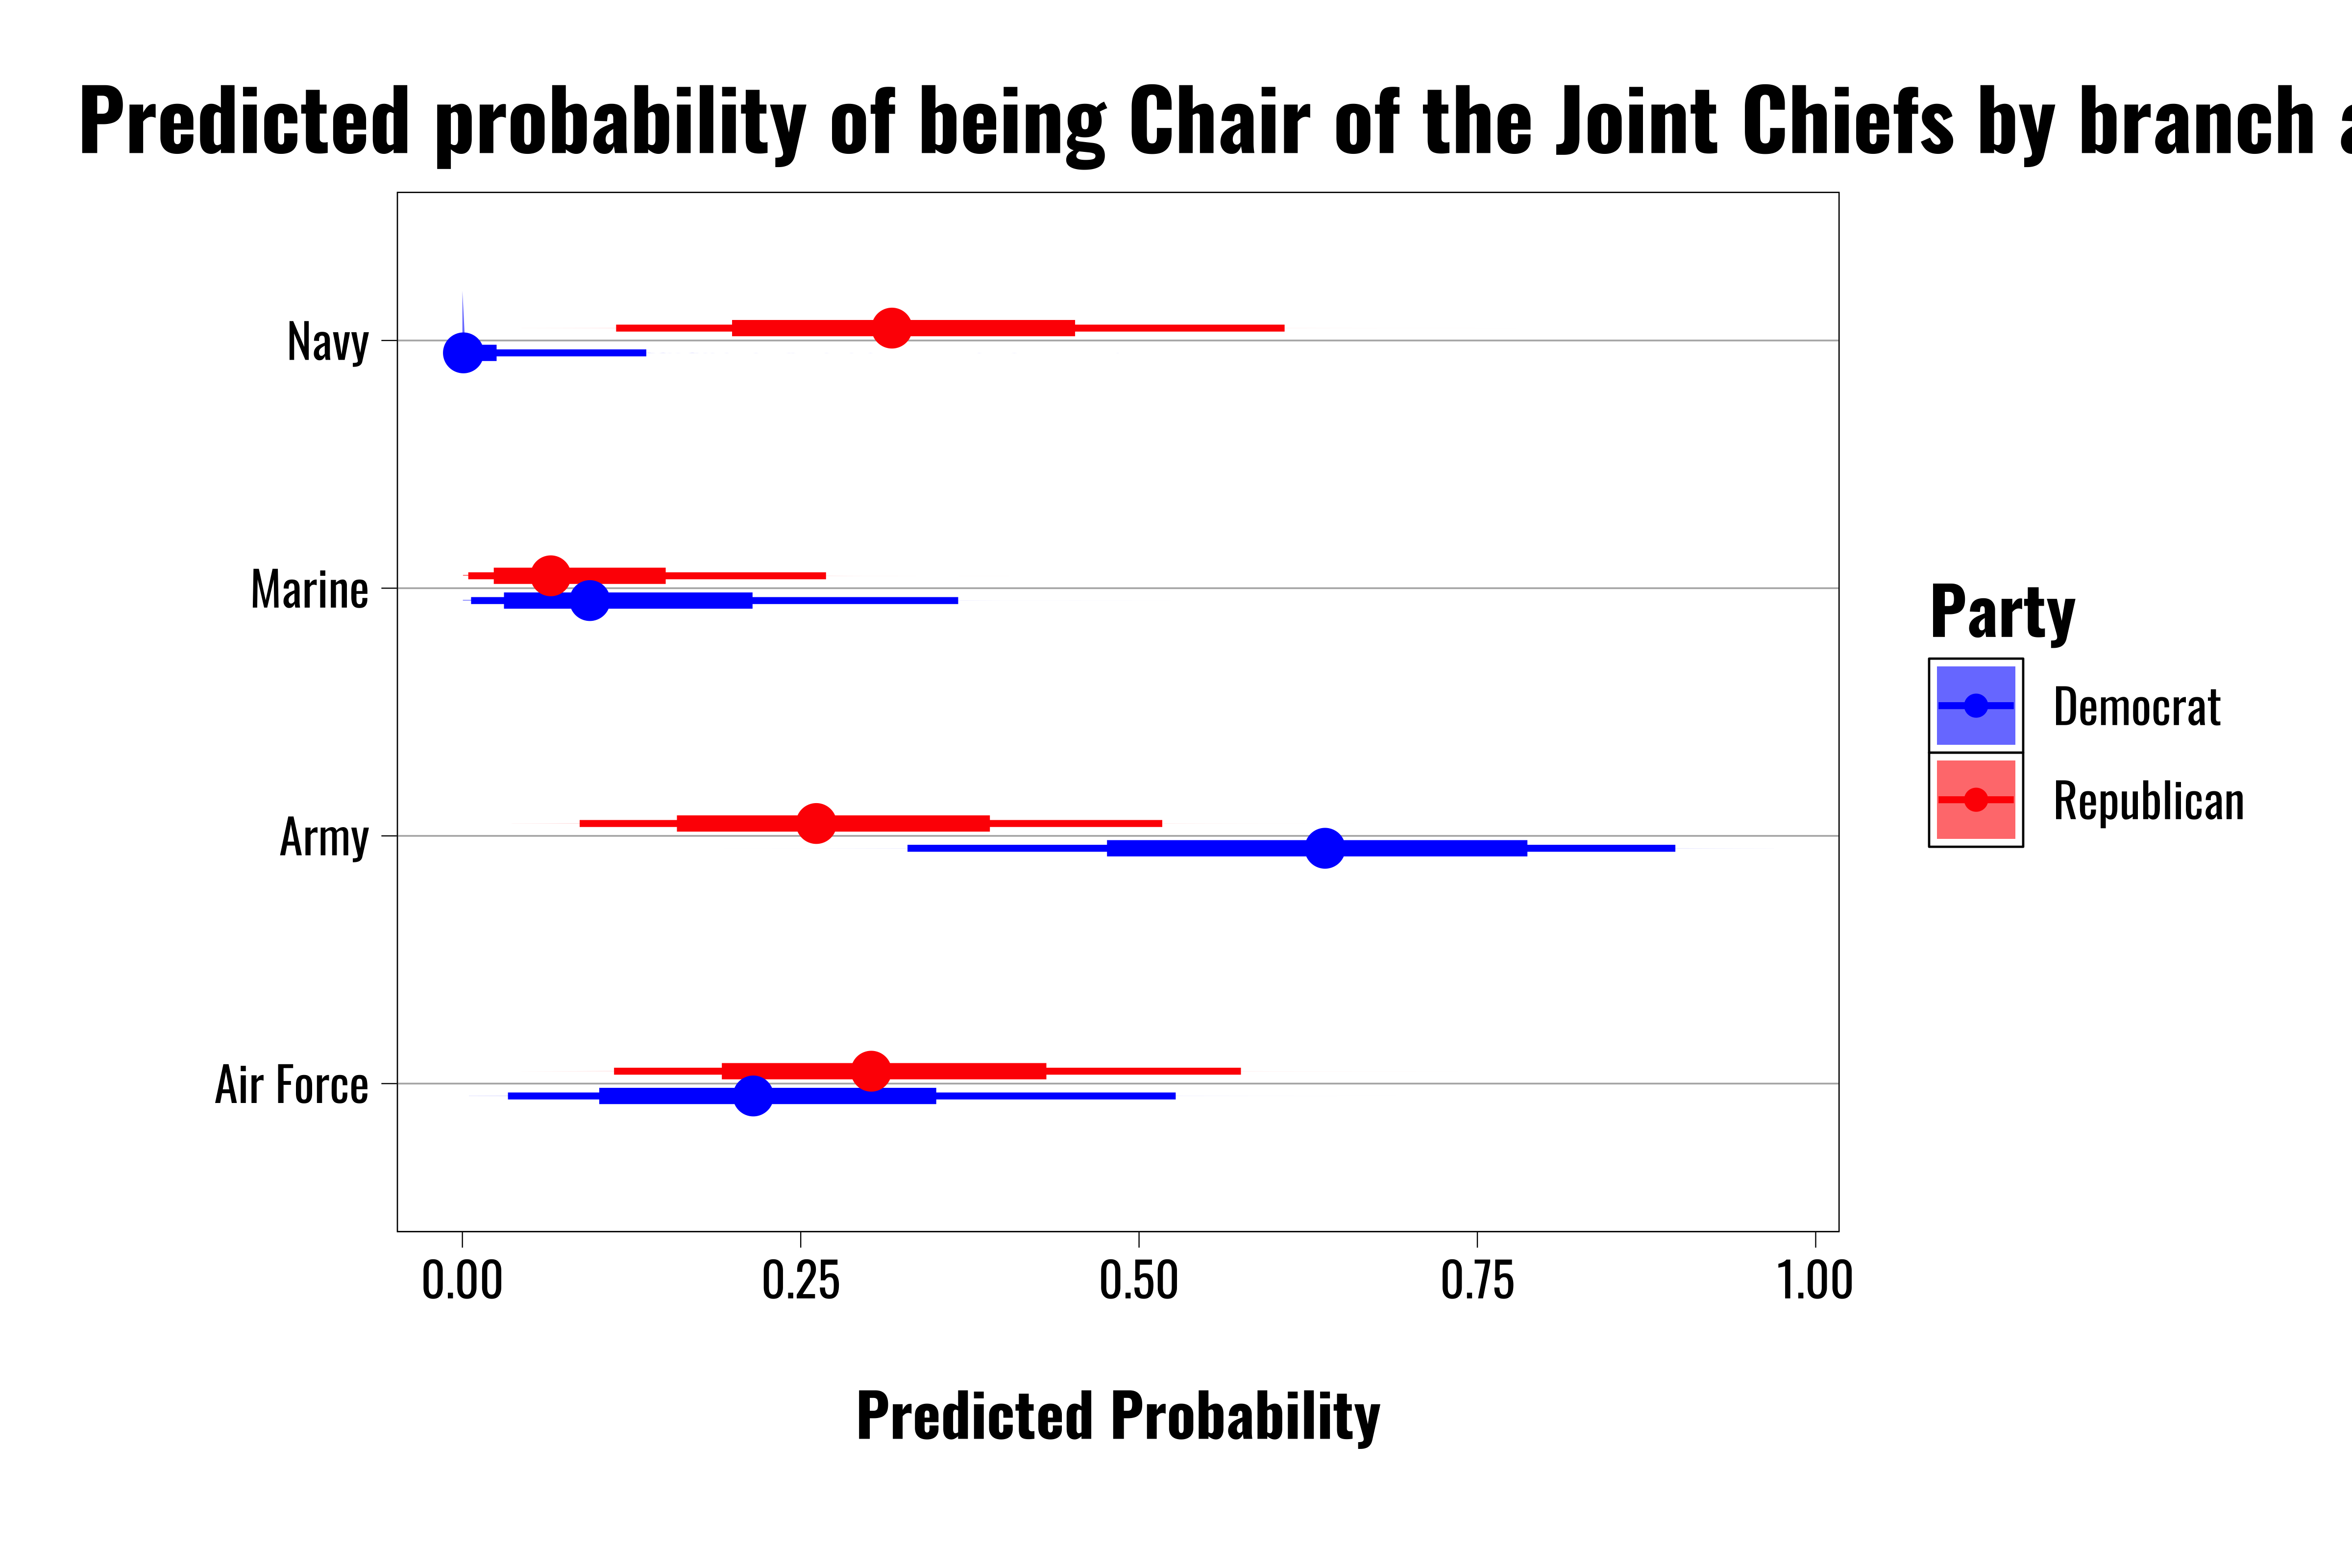 Predicted probability of being Chair of the Joint Chiefs by branch a
Navy
Marine
Army
Air Force
0.00 0.25 0.50 0.75 1.00
Predicted Probability
Party
Democrat
Republican